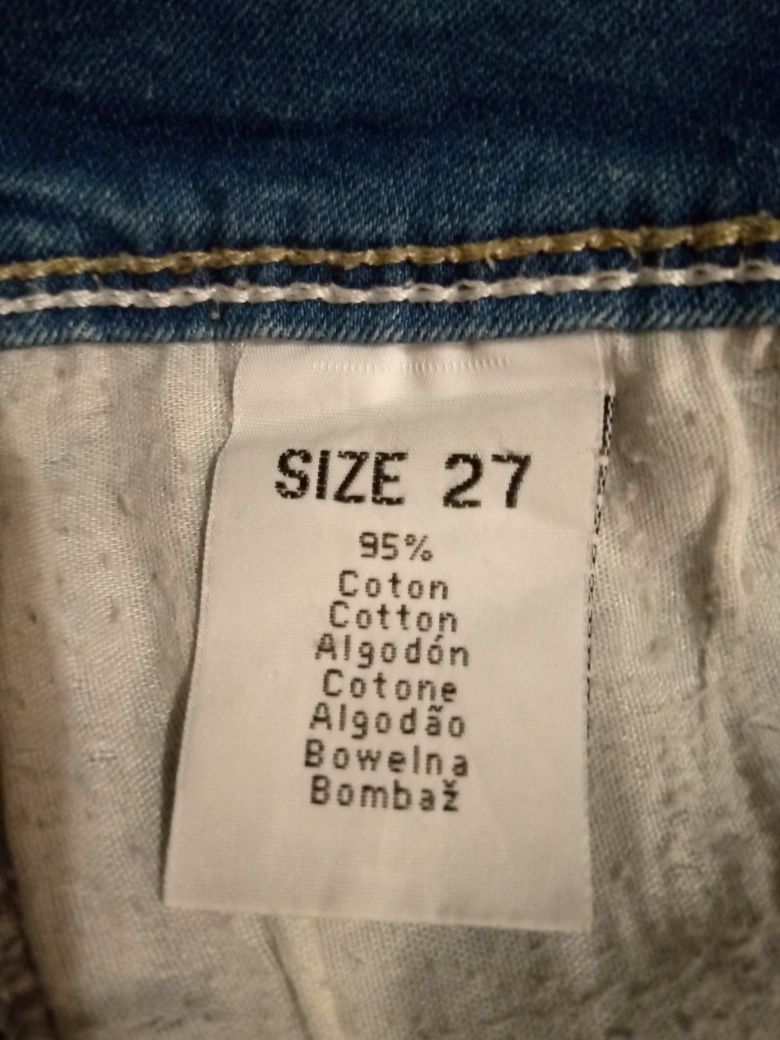 SIZE 27
95%
Coton
Cotton
Algodón
Cotone
Algodão
Bowelna
Bombaž